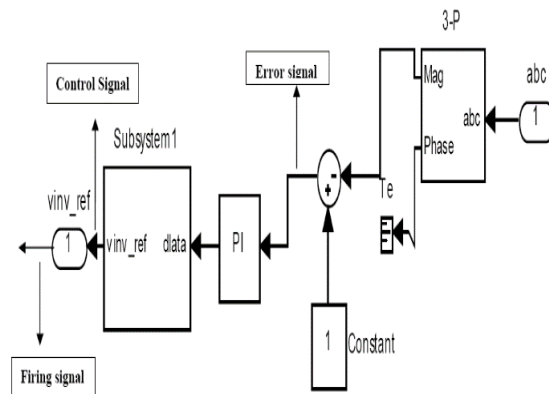 3-P
Control Signal
Error signal
Mag
abc
abc
1
Subsystem1
Phase
vinv_ref
Te
-
+
1
vinv_ref
dlata
PI
1
Constant
Firing signal